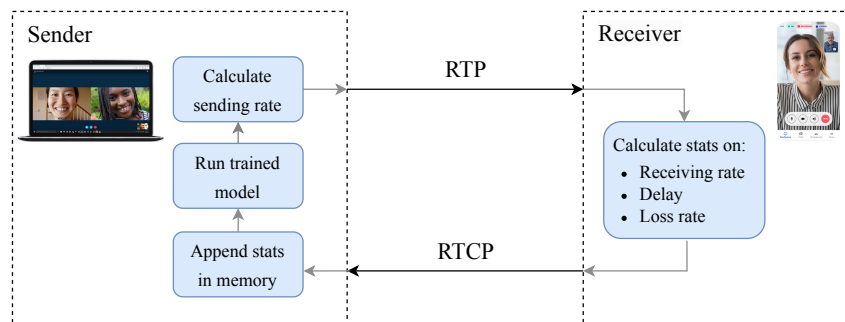 Sender
Receiver
Calculate
sending rate
RTP
Run trained
model
Calculate stats on:
• Receiving rate
• Delay
• Loss rate
Append stats
in memory
RTCP